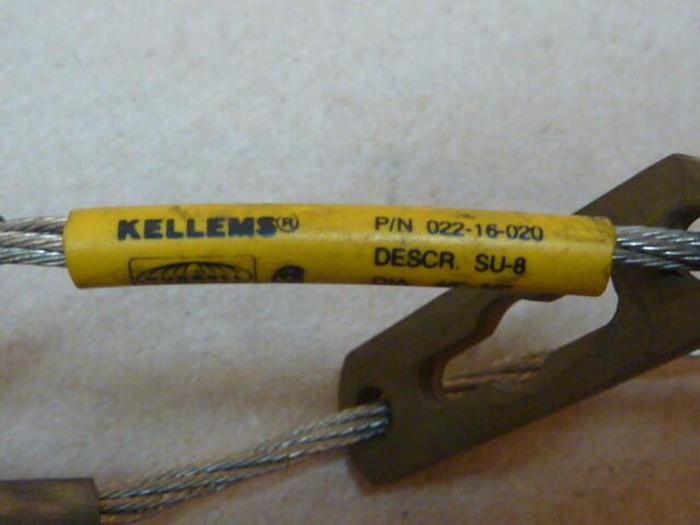 KELLEMS®
P/N 022-16-020
DESCR. SU-8